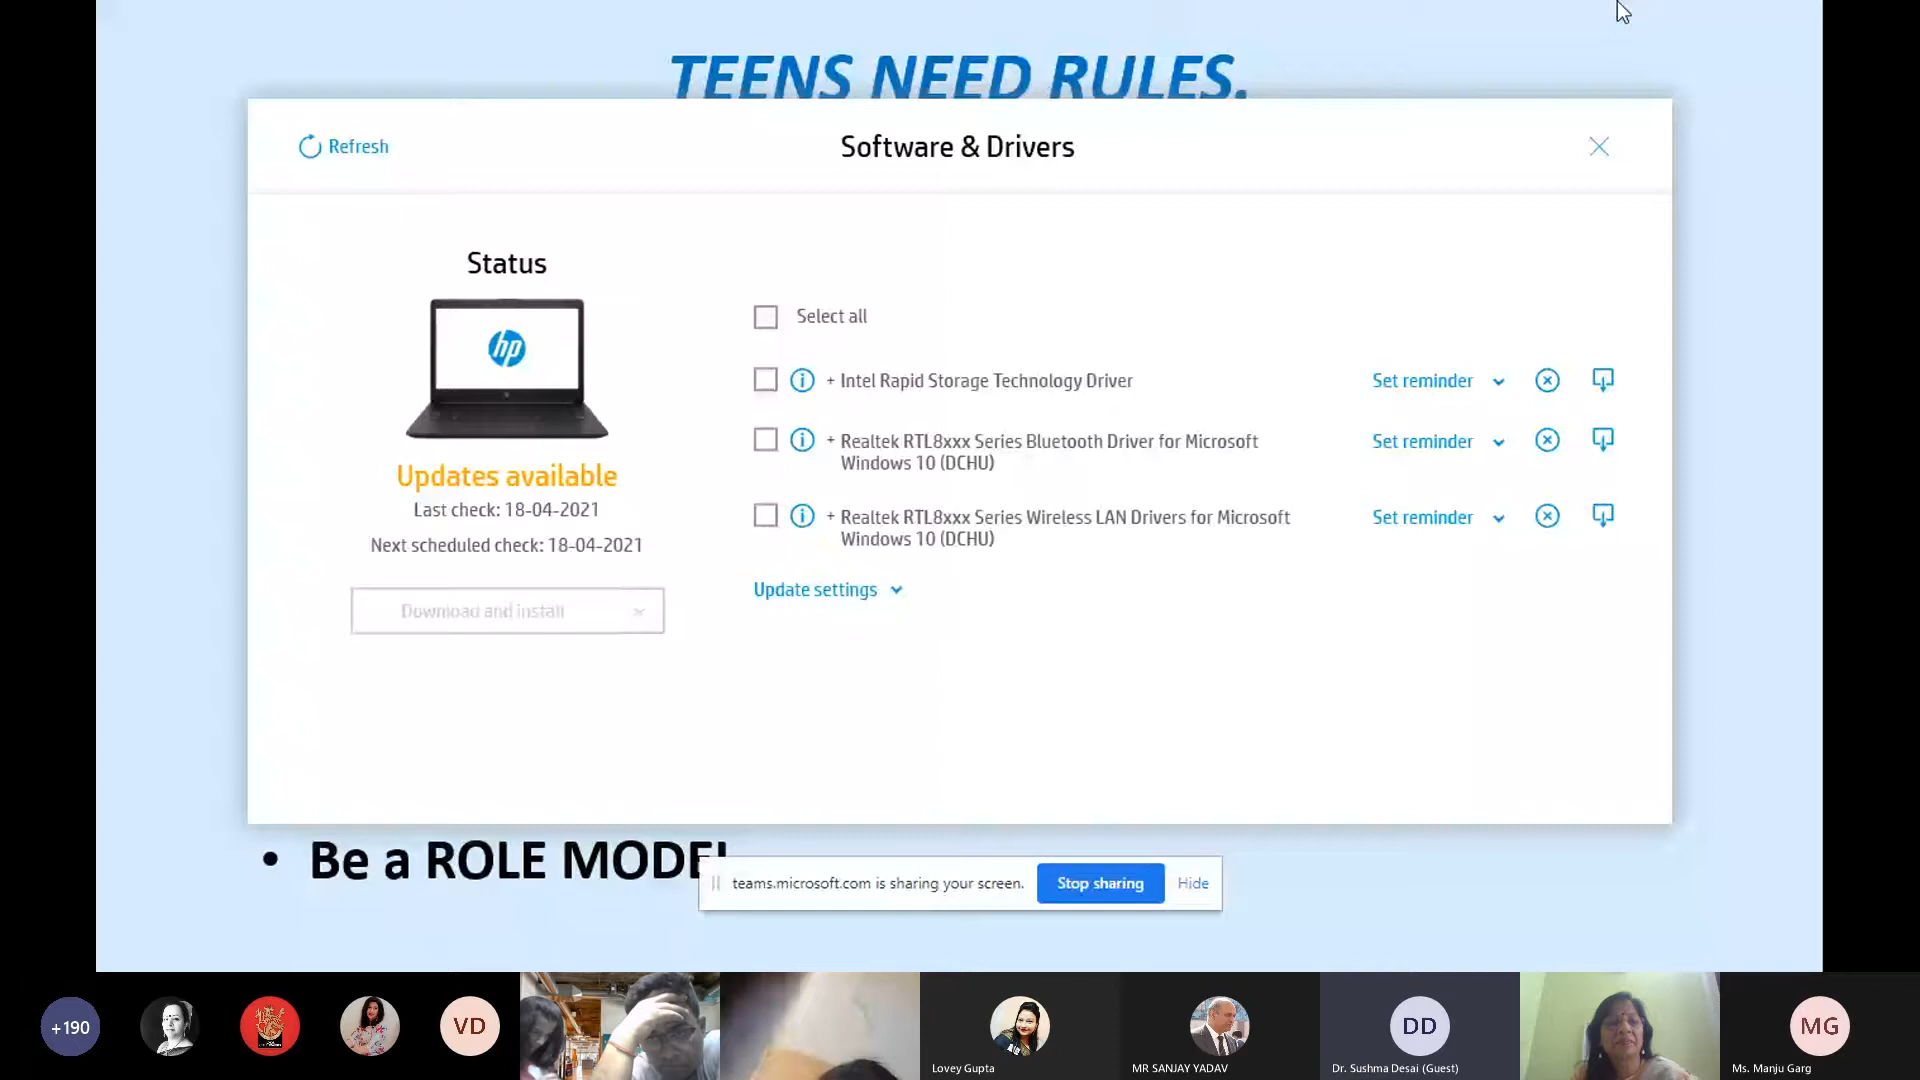 TEENS NEED RULES.
Refresh
Software & Drivers
Status
hp
Updates available
Last check: 18-04-2021
Next scheduled check: 18-04-2021
Download and install
Select all
+ Intel Rapid Storage Technology Driver
Set reminder
+ Realtek RTL8xxx Series Bluetooth Driver for Microsoft
Windows 10 (DCHU)
Set reminder
+ Realtek RTL8xxx Series Wireless LAN Drivers for Microsoft
Windows 10 (DCHU)
Set reminder
Update settings
• Be a ROLE MODEL
teams.microsoft.com is sharing your screen.
Stop sharing
Hide
+190
VD
Lovey Gupta
MR SANJAY YADAV
DD
Dr. Sushma Desai (Guest)
MG
Ms. Manju Garg